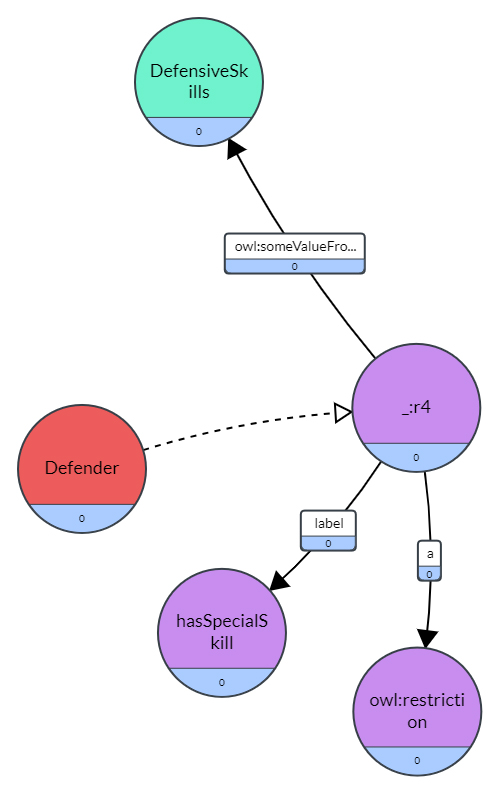 DefensiveSk
ills
0
owl:someValueFro...
0
_:r4
0
Defender
0
label
0
a
0
hasSpecialS
kill
0
owl:restricti
on
0